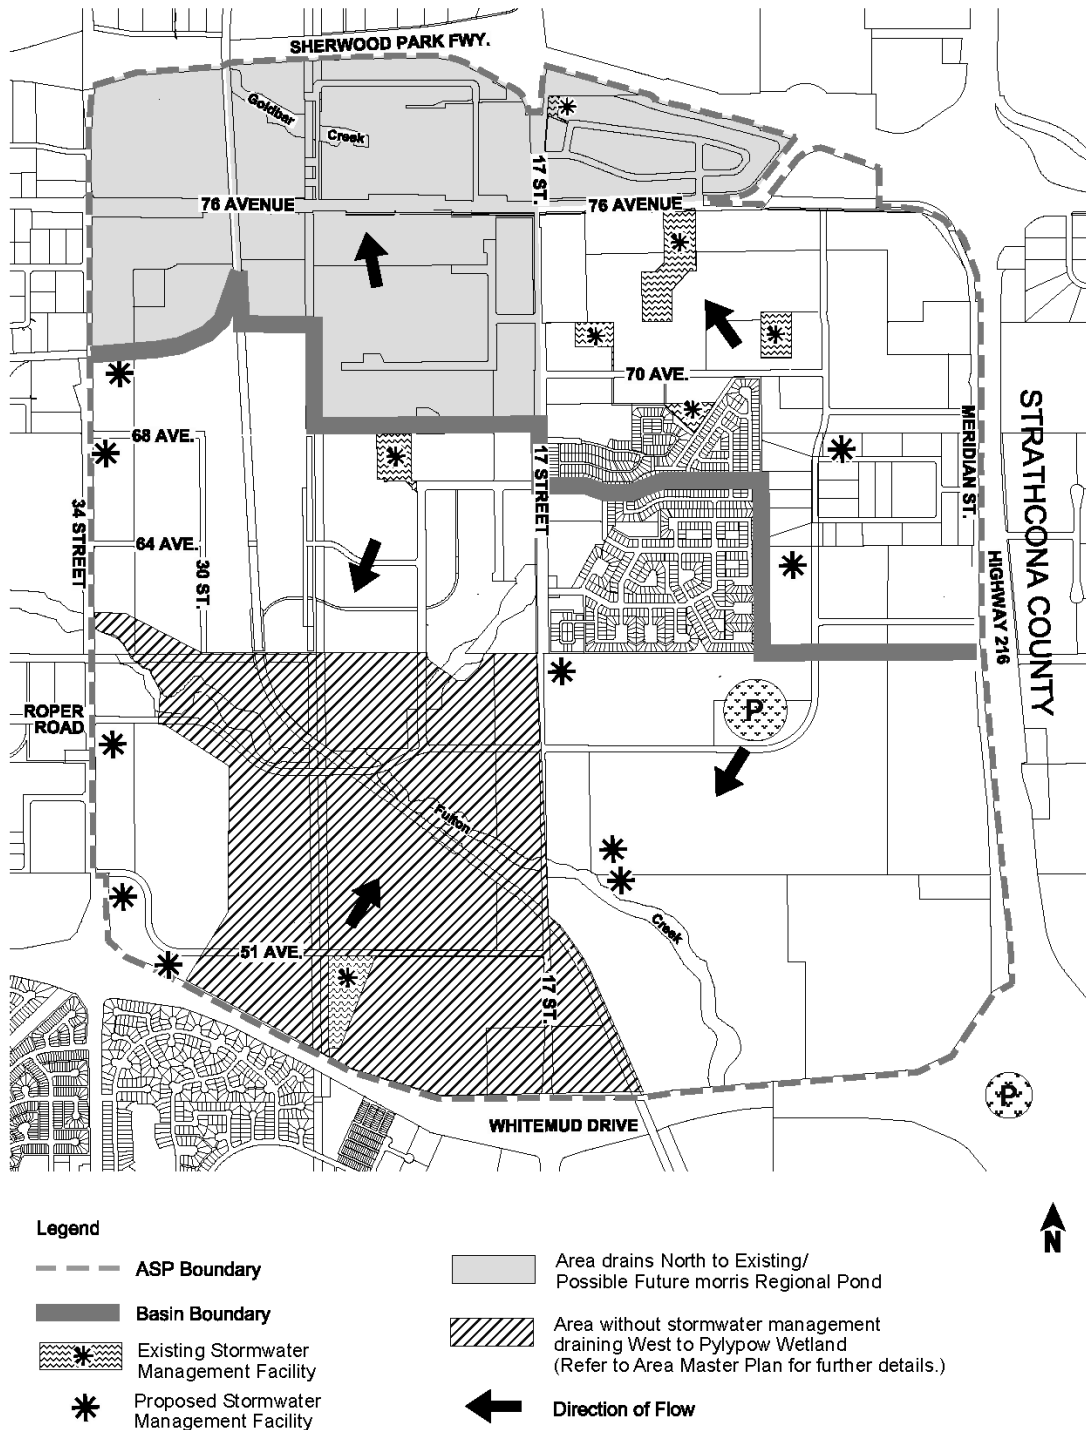 SHERWOOD PARK FWY.
Goldbar
Creek
17 ST.
76 AVENUE
76 AVENUE
70 AVE.
68 AVE.
17 STREET
MERIDIAN ST.
STRATHCONA COUNTY
34 STREET
64 AVE.
30 ST.
HIGHWAY 216
ROPER
ROAD
P
Fulton
Creek
51 AVE.
17 ST.
P
WHITEMUD DRIVE
Legend
N
ASP Boundary
Basin Boundary
Existing Stormwater
Management Facility
Proposed Stormwater
Management Facility
Area drains North to Existing/
Possible Future morris Regional Pond
Area without stormwater management
draining West to Pylypow Wetland
(Refer to Area Master Plan for further details.)
Direction of Flow